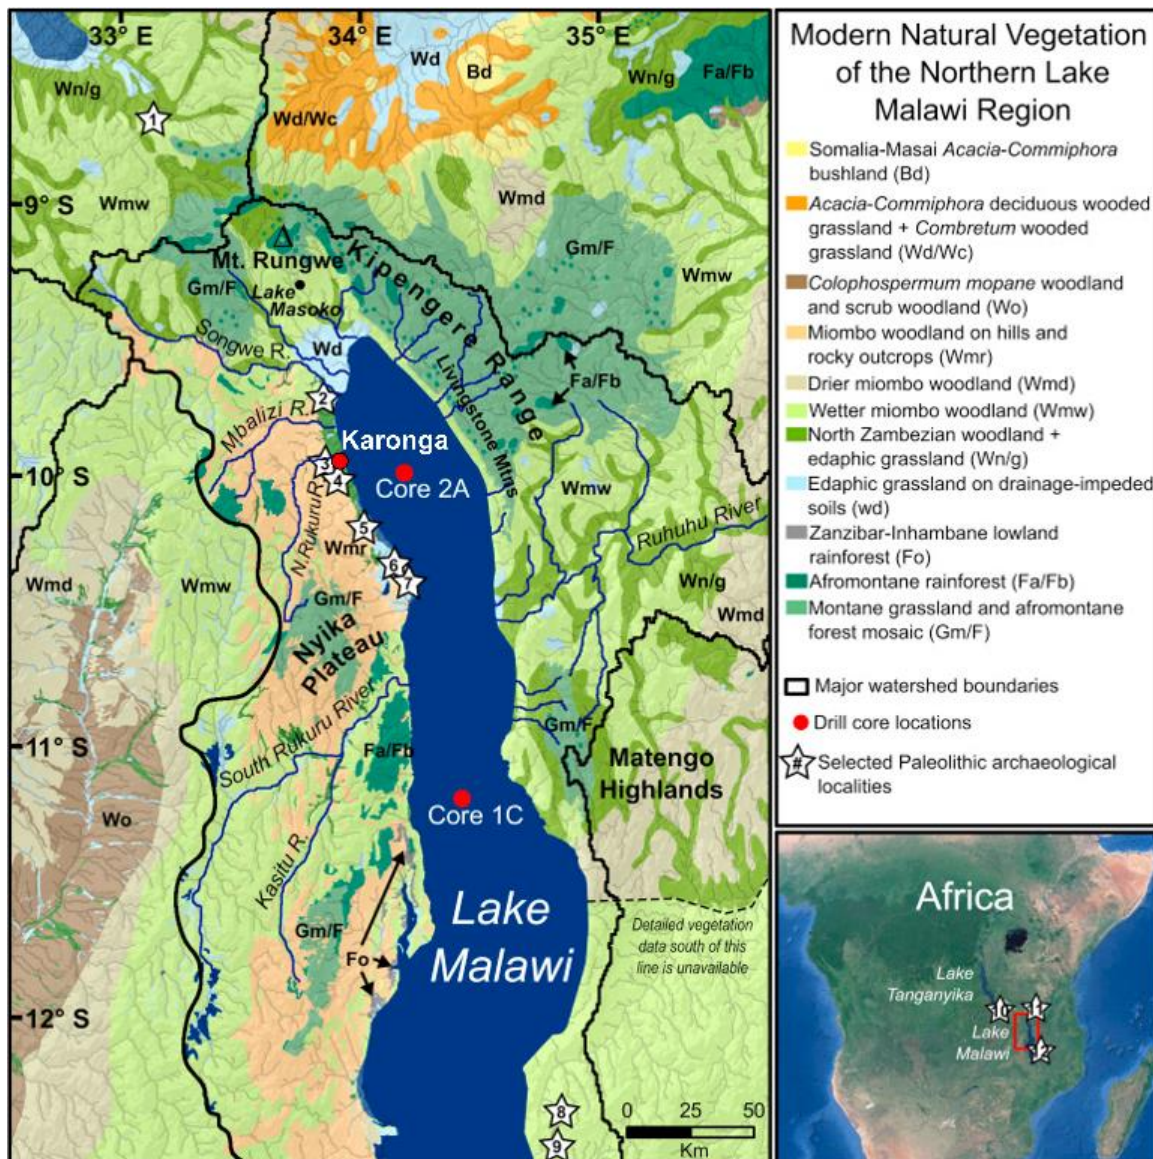 33° E
34° E
35° E
Wd
Bd
Wn/g
Fa/Fb
Wn/g
1
Wd/Wc
Wmd
9° S
Wmw
Gm/F
Wmw
Mt. Rungwe
Gm/F
Lake
Masoko
Kipengere Range
Songwe R.
Wd
Livingstone Mtns
Fa/Fb
2
Mbalizi R.
Karonga
3
10° S
4
Core 2A
N.Rukuru R.
Wmw
5
Ruhuhu River
Wmr
6
7
Wmd
Wmw
Gm/F
Wn/g
Wmd
Nyika
Plateau
South Rukuru River
Gm/F
11° S
Fa/Fb
Matengo
Highlands
Core 1C
Wo
Kasitu R.
Lake
Malawi
Gm/F
Fo
Detailed vegetation
data south of this
line is unavailable
12° S
8
9
0 25 50
Km
Modern Natural Vegetation
of the Northern Lake
Malawi Region
Somalia-Masai Acacia-Commiphora
bushland (Bd)
Acacia-Commiphora deciduous wooded
grassland + Combretum wooded
grassland (Wd/Wc)
Colophospermum mopane woodland
and scrub woodland (Wo)
Miombo woodland on hills and
rocky outcrops (Wmr)
Drier miombo woodland (Wmd)
Wetter miombo woodland (Wmw)
North Zambezian woodland +
edaphic grassland (Wn/g)
Edaphic grassland on drainage-impeded
soils (wd)
Zanzibar-Inhambane lowland
rainforest (Fo)
Afromontane rainforest (Fa/Fb)
Montane grassland and afromontane
forest mosaic (Gm/F)
Major watershed boundaries
Drill core locations
# Selected Paleolithic archaeological
localities
Africa
Lake
Tanganyika
Lake
Malawi